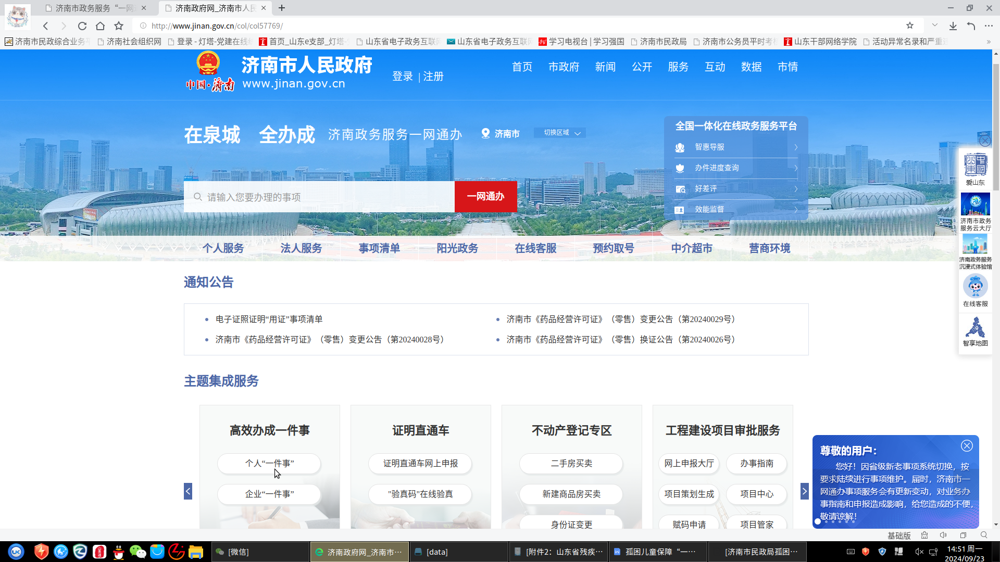 济南市政务服务“一网
济南政府网_济南市人民
http://www.jinan.gov.cn/col/col57769/
济南市民政综合业务平
济南社会组织网
登录 - 灯塔-党建在线
首页_山东e支部_灯塔-
山东省电子政务互联
山东省电子政务互联
学习电视台 | 学习强国
济南市民政局
济南市公务员平时考
山东干部网络学院
活动异常名录和严重
中国·济南
济南市人民政府
www.jinan.gov.cn
登录 | 注册
首页 市政府 新闻 公开 服务 互动 数据 市情
在泉城 全办成 济南政务服务一网通办
济南市
切换区域
请输入您要办理的事项
一网通办
全国一体化在线政务服务平台
智惠导服
办件进度查询
好差评
效能监督
爱山东
济南市政务
服务云大厅
济南政务服务
沉浸式体验馆
在线客服
智享地图
个人服务 法人服务 事项清单 阳光政务 在线客服 预约取号 中介超市 营商环境
通知公告
电子证照证明“用证”事项清单
济南市《药品经营许可证》（零售）变更公告（第20240029号）
济南市《药品经营许可证》（零售）变更公告（第20240028号）
济南市《药品经营许可证》（零售）换证公告（第20240026号）
主题集成服务
高效办成一件事
个人“一件事”
企业“一件事”
证明直通车
证明直通车网上申报
"验真码"在线验真
不动产登记专区
二手房买卖
新建商品房买卖
身份证变更
工程建设项目审批服务
网上申报大厅 办事指南
项目策划生成 项目中心
赋码申请 项目管家
尊敬的用户：
您好！因省级新老事项系统切换，按
要求陆续进行事项维护。届时，济南市一
网通办事项服务会有更新变动，对业务办
事指南和申报造成影响，给您造成的不便，
敬请谅解！
基础版
[微信]
济南政府网_济南市···
[data]
[附件2：山东省残疾···
孤困儿童保障“一···
[济南市民政局孤困···
14:51 周一
2024/09/23